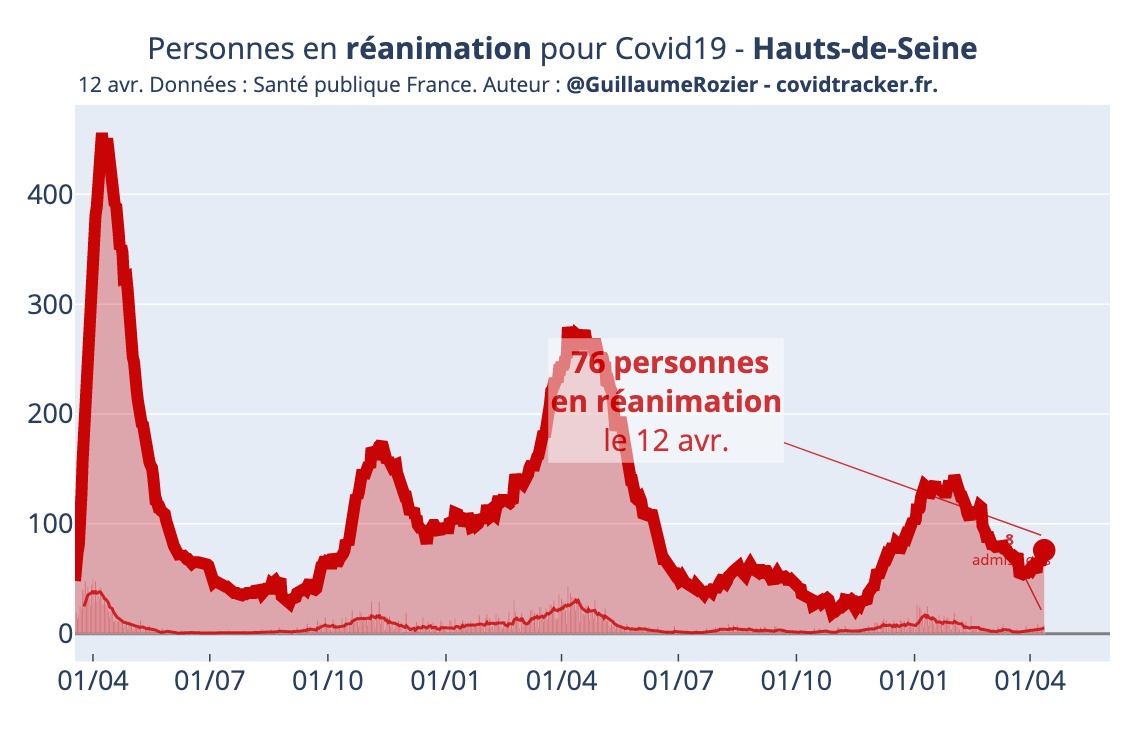 Personnes en réanimation pour Covid19 - Hauts-de-Seine
12 avr. Données : Santé publique France. Auteur : @GuillaumeRozier - covidtracker.fr.
400
300
200
100
0
76 personnes
en réanimation
le 12 avr.
8
01/04 01/07 01/10 01/01 01/04 01/07 01/10 01/01 01/04